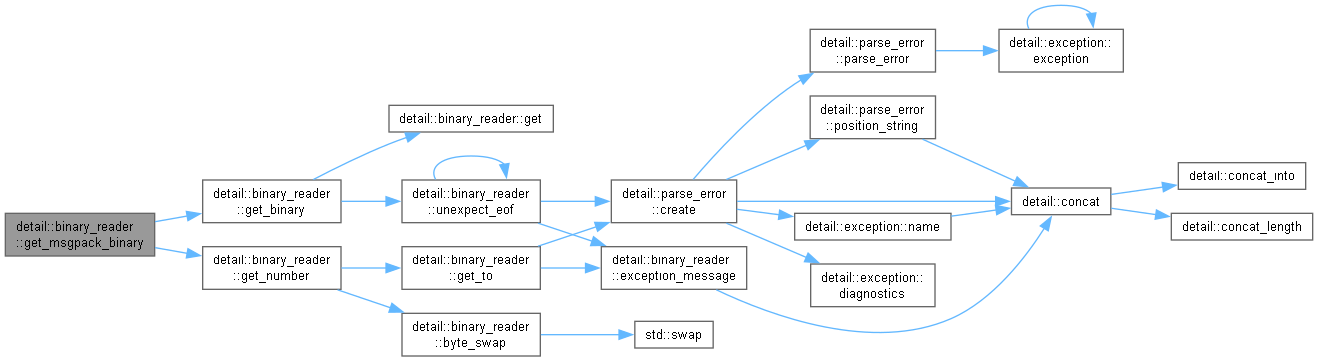 detail::binary_reader
::get_msgpack_binary
detail::binary_reader
::get_binary
detail::binary_reader
::get_number
detail::binary_reader::get
detail::binary_reader
::unexpect_eof
detail::binary_reader
::get_to
detail::binary_reader
::byte_swap
detail::parse_error
::create
detail::binary_reader
::exception_message
std::swap
detail::parse_error
::parse_error
detail::parse_error
::position_string
detail::exception::name
detail::exception::
diagnostics
detail::exception::
exception
detail::concat
detail::concat_into
detail::concat_length